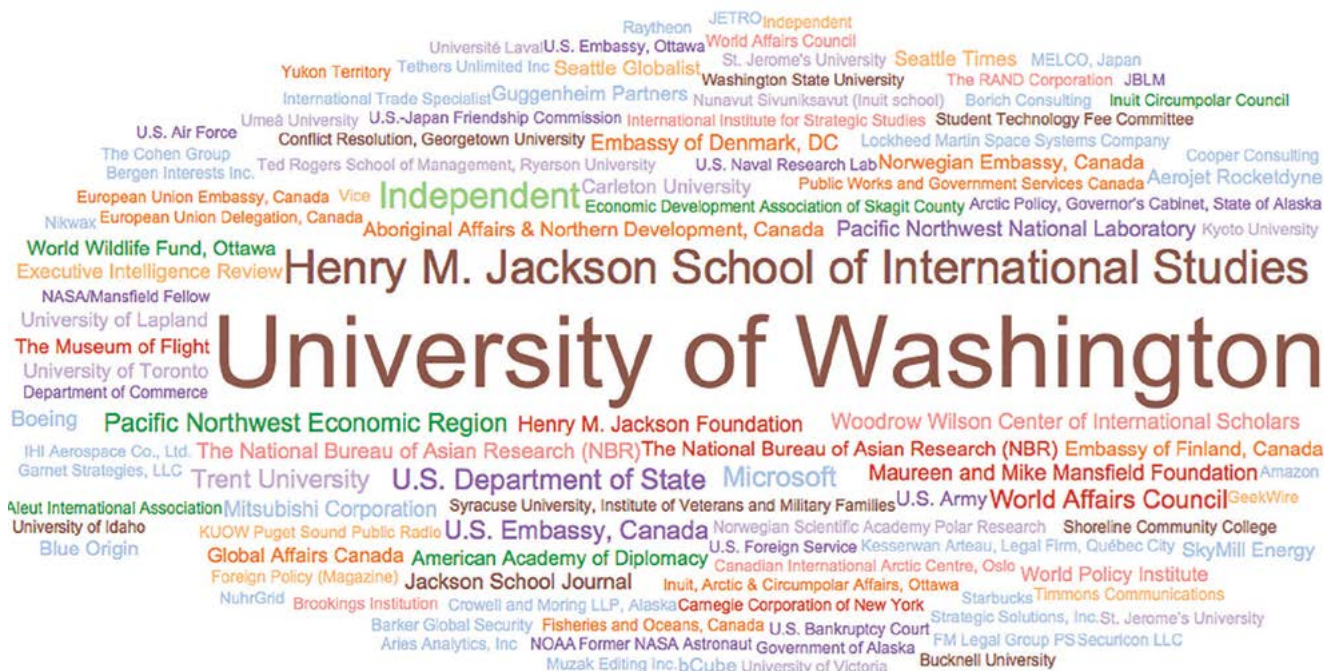 JETRO Independent
Raytheon
Université Laval U.S. Embassy, Ottawa World Affairs Council
St. Jerome's University Seattle Times MELCO, Japan
Yukon Territory Tethers Unlimited Inc Seattle Globalist
Washington State University The RAND Corporation JBLM
International Trade Specialist Guggenheim Partners Nunavut Sivuniksavut (Inuit school) Borich Consulting Inuit Circumpolar Council
Umeå University U.S.-Japan Friendship Commission International Institute for Strategic Studies Student Technology Fee Committee
U.S. Air Force Conflict Resolution, Georgetown University Embassy of Denmark, DC Lockheed Martin Space Systems Company
The Cohen Group Cooper Consulting
Bergen Interests Inc. Ted Rogers School of Management, Ryerson University U.S. Naval Research Lab Norwegian Embassy, Canada
Public Works and Government Services Canada Aerojet Rocketdyne
European Union Embassy, Canada Vice Independent Carleton University
Economic Development Association of Skagit County Arctic Policy, Governor's Cabinet, State of Alaska
Nikwax European Union Delegation, Canada
Aboriginal Affairs & Northern Development, Canada Pacific Northwest National Laboratory Kyoto University
World Wildlife Fund, Ottawa
Executive Intelligence Review Henry M. Jackson School of International Studies
NASA/Mansfield Fellow
University of Lapland
The Museum of Flight University of Washington
University of Toronto
Department of Commerce
Boeing Pacific Northwest Economic Region Henry M. Jackson Foundation Woodrow Wilson Center of International Scholars
IHI Aerospace Co., Ltd. The National Bureau of Asian Research (NBR) The National Bureau of Asian Research (NBR) Embassy of Finland, Canada
Garnet Strategies, LLC Trent University U.S. Department of State Microsoft Maureen and Mike Mansfield Foundation Amazon
Aleut International Association Mitsubishi Corporation Syracuse University, Institute of Veterans and Military Families U.S. Army World Affairs Council GeekWire
University of Idaho KUOW Puget Sound Public Radio U.S. Embassy, Canada Norwegian Scientific Academy Polar Research Shoreline Community College
Blue Origin Global Affairs Canada American Academy of Diplomacy U.S. Foreign Service Kesserwan Arteau, Legal Firm, Québec City SkyMill Energy
Canadian International Arctic Centre, Oslo World Policy Institute
Foreign Policy (Magazine) Jackson School Journal Inuit, Arctic & Circumpolar Affairs, Ottawa
NuhrGrid Brookings Institution Crowell and Moring LLP, Alaska Carnegie Corporation of New York Starbucks Timmons Communications
Barker Global Security Fisheries and Oceans, Canada U.S. Bankruptcy Court Strategic Solutions, Inc. St. Jerome's University
Aries Analytics, Inc NOAA Former NASA Astronaut Government of Alaska FM Legal Group PS Securicon LLC
Muzak Editing Inc. bCube University of Victoria Bucknell University